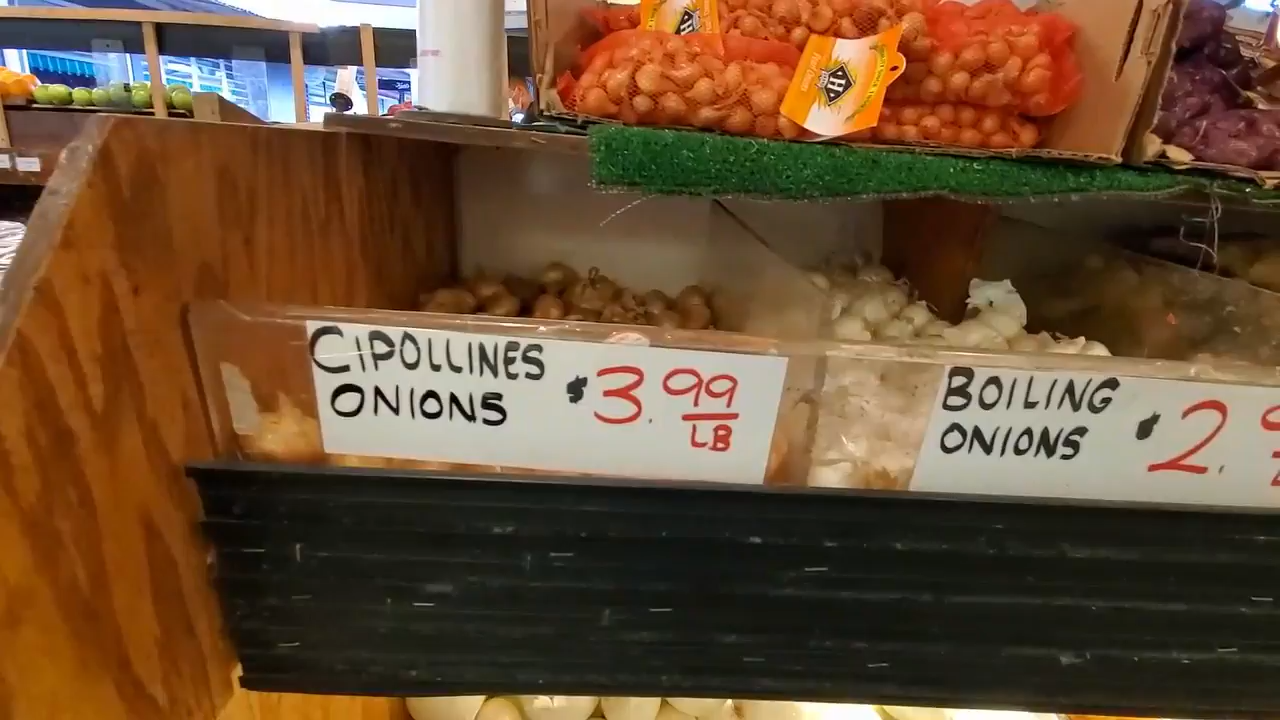 CIPOLLINES
ONIONS
$3.99
LB
BOILING
ONIONS
$2.
H